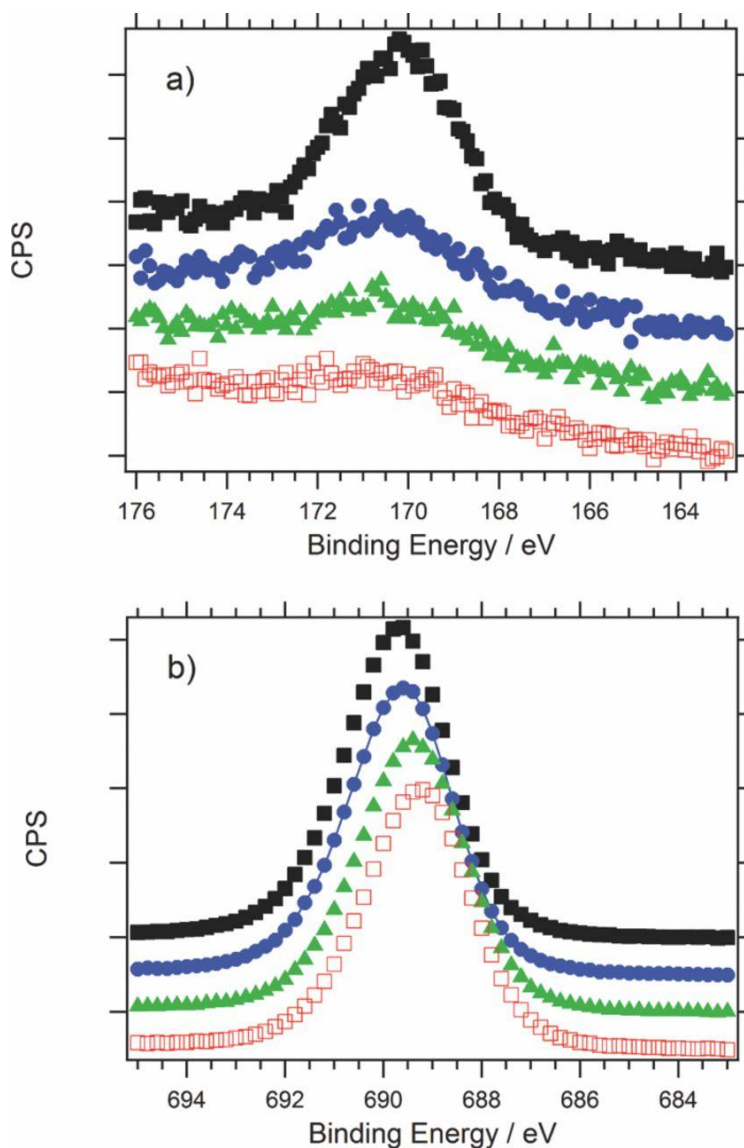 a)
CPS
176 174 172 170 168 166 164
Binding Energy / eV
b)
CPS
694 692 690 688 686 684
Binding Energy / eV